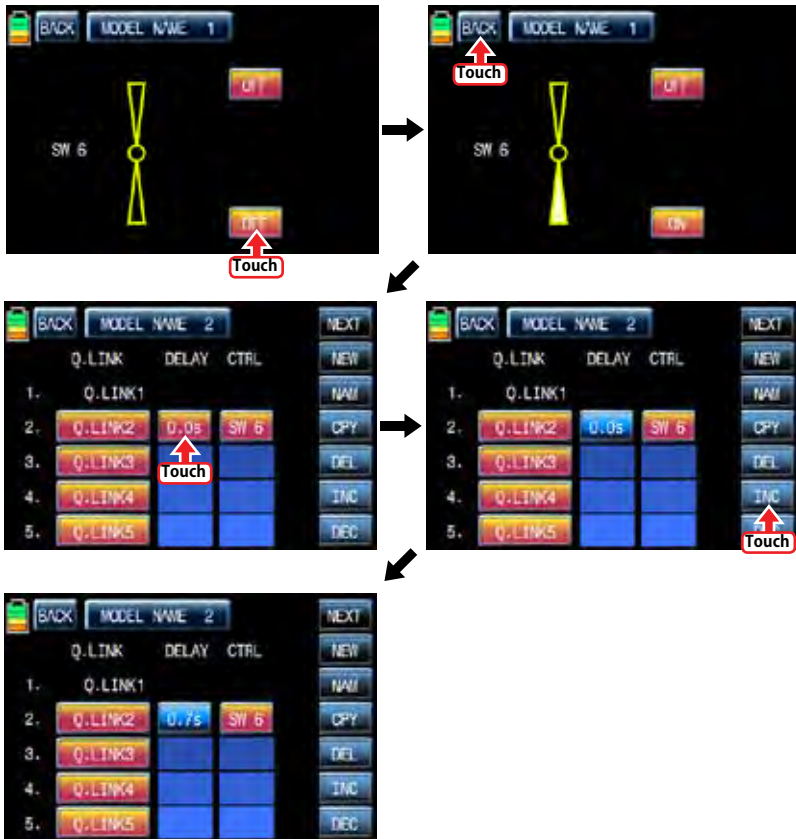 BACK MODEL NAME 1
OFF
SW 6
OFF
Touch
BACK MODEL NAME 1
Touch
OFF
SW 6
ON
BACK MODEL NAME 2 NEXT
Q.LINK DELAY CTRL NEW
1. Q.LINK1 NAM
2. Q.LINK2 0.0s SW 6 CPY
3. Q.LINK3 Touch DEL
4. Q.LINK4 INC
5. Q.LINK5 DEC
BACK MODEL NAME 2 NEXT
Q.LINK DELAY CTRL NEW
1. Q.LINK1 NAM
2. Q.LINK2 0.0s SW 6 CPY
3. Q.LINK3 DEL
4. Q.LINK4 INC
5. Q.LINK5 Touch
BACK MODEL NAME 2 NEXT
Q.LINK DELAY CTRL NEW
1. Q.LINK1 NAM
2. Q.LINK2 0.7s SW 6 CPY
3. Q.LINK3 DEL
4. Q.LINK4 INC
5. Q.LINK5 DEC